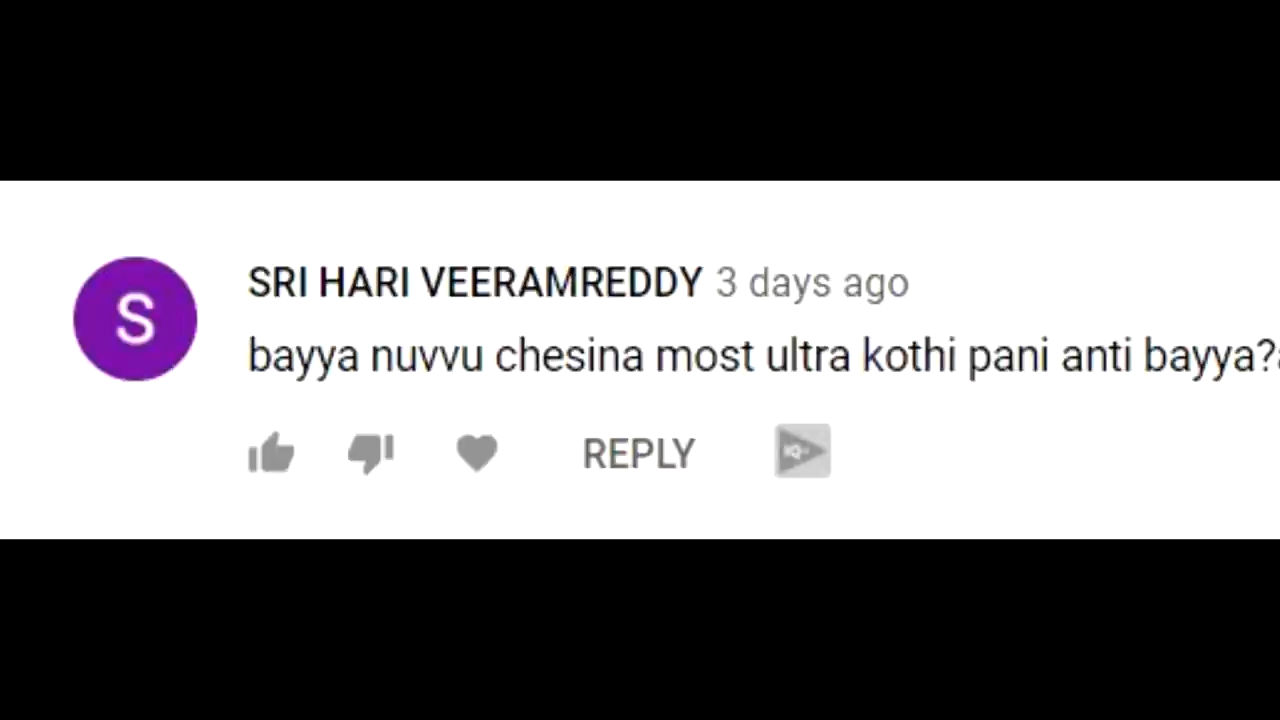 S
SRI HARI VEERAMREDDY 3 days ago
bayya nuvvu chesina most ultra kothi pani anti bayya?
REPLY